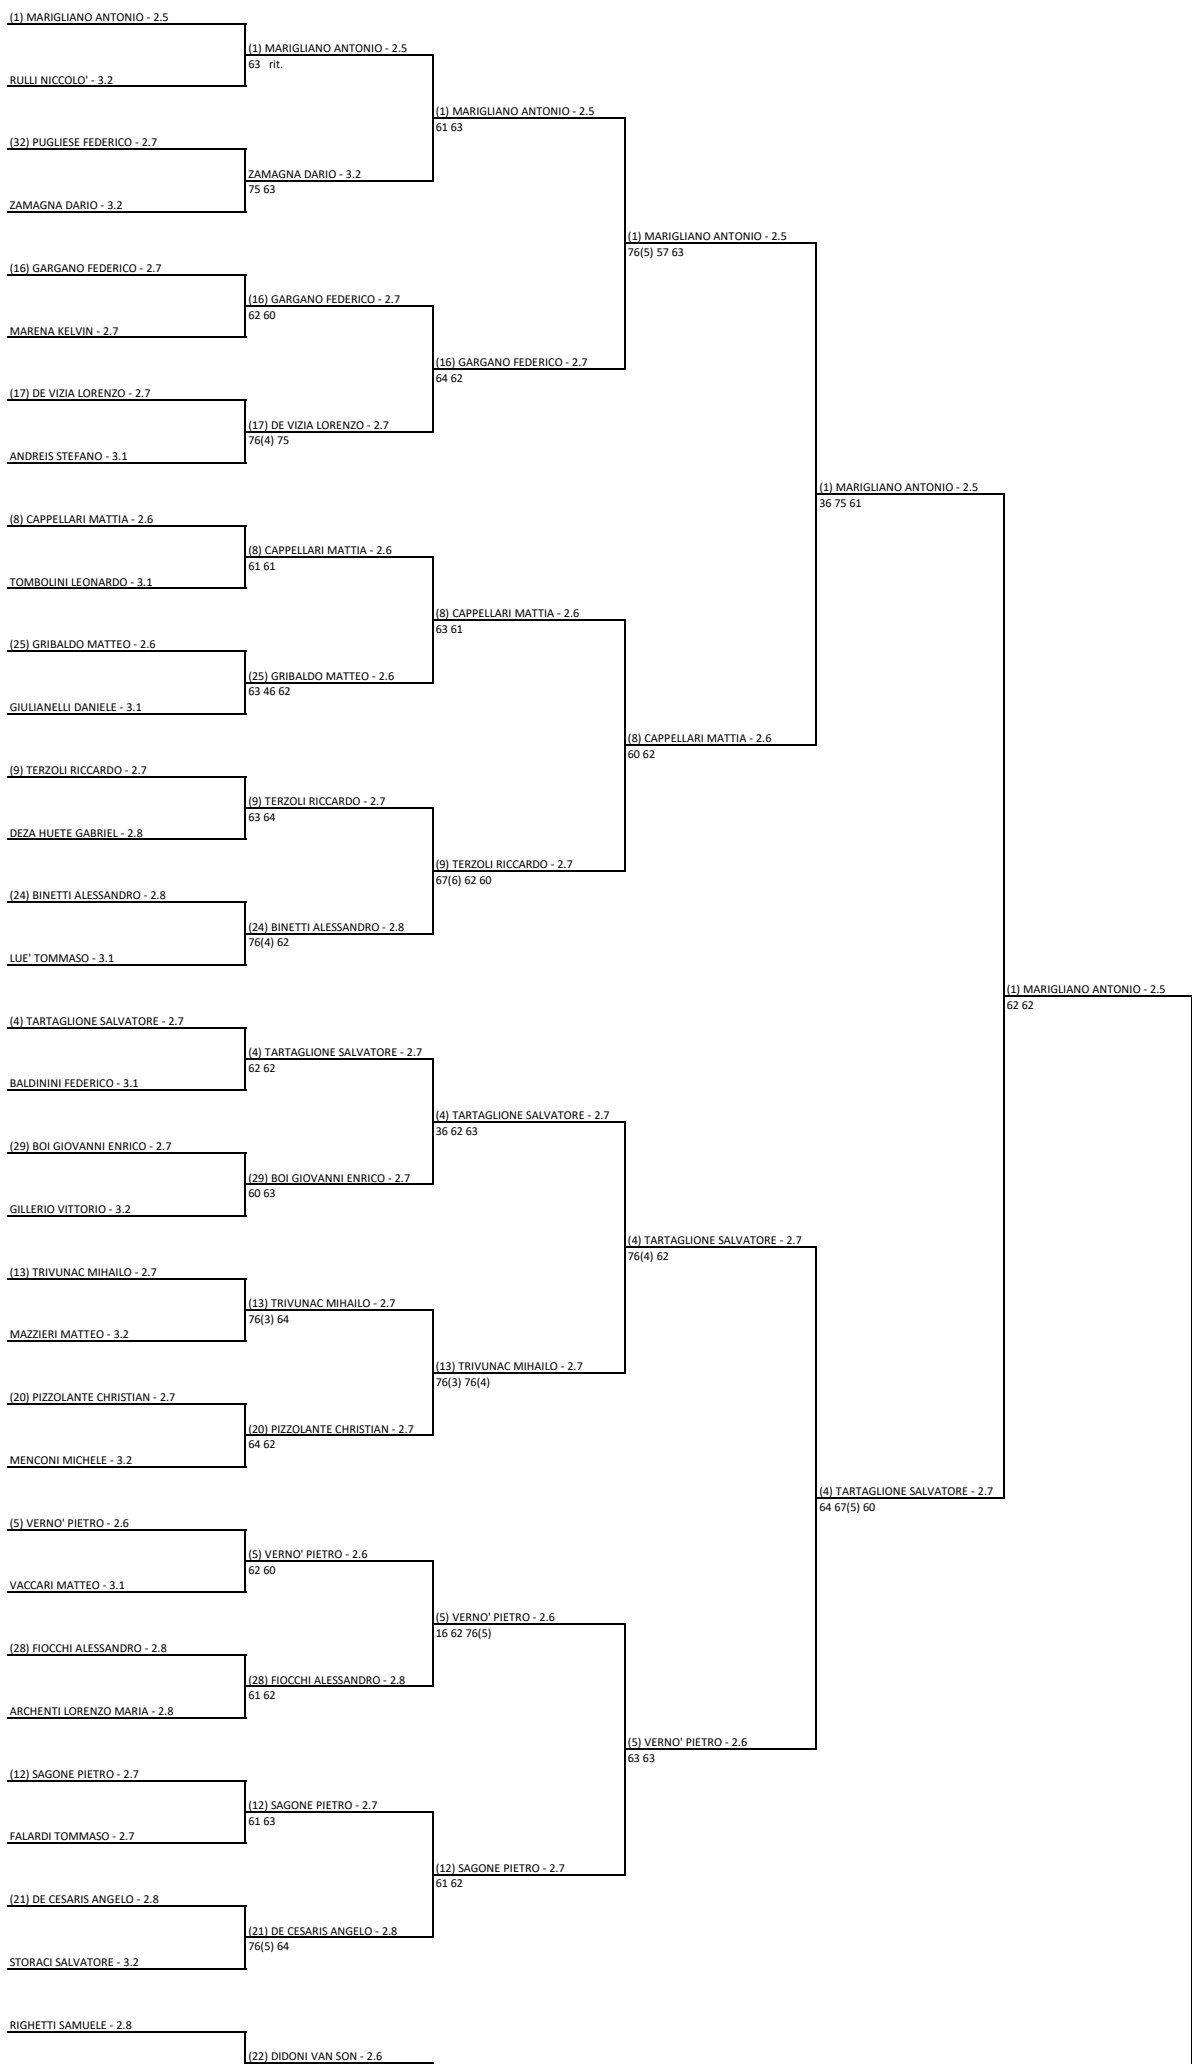 (1) MARIGLIANO ANTONIO - 2.5
(1) MARIGLIANO ANTONIO - 2.5
63 rit.
RULLI NICCOLO' - 3.2
(1) MARIGLIANO ANTONIO - 2.5
61 63
(32) PUGLIESE FEDERICO - 2.7
ZAMAGNA DARIO - 3.2
75 63
ZAMAGNA DARIO - 3.2
(1) MARIGLIANO ANTONIO - 2.5
76(5) 57 63
(16) GARGANO FEDERICO - 2.7
(16) GARGANO FEDERICO - 2.7
62 60
MARENA KELVIN - 2.7
(16) GARGANO FEDERICO - 2.7
64 62
(17) DE VIZIA LORENZO - 2.7
(17) DE VIZIA LORENZO - 2.7
76(4) 75
ANDREIS STEFANO - 3.1
(1) MARIGLIANO ANTONIO - 2.5
36 75 61
(8) CAPPELLARI MATTIA - 2.6
(8) CAPPELLARI MATTIA - 2.6
61 61
TOMBOLINI LEONARDO - 3.1
(8) CAPPELLARI MATTIA - 2.6
63 61
(25) GRIBALDO MATTEO - 2.6
(25) GRIBALDO MATTEO - 2.6
63 46 62
GIULIANELLI DANIELE - 3.1
(8) CAPPELLARI MATTIA - 2.6
60 62
(9) TERZOLI RICCARDO - 2.7
(9) TERZOLI RICCARDO - 2.7
63 64
DEZA HUETE GABRIEL - 2.8
(9) TERZOLI RICCARDO - 2.7
67(6) 62 60
(24) BINETTI ALESSANDRO - 2.8
(24) BINETTI ALESSANDRO - 2.8
76(4) 62
LUE' TOMMASO - 3.1
(1) MARIGLIANO ANTONIO - 2.5
62 62
(4) TARTAGLIONE SALVATORE - 2.7
(4) TARTAGLIONE SALVATORE - 2.7
62 62
BALDININI FEDERICO - 3.1
(4) TARTAGLIONE SALVATORE - 2.7
36 62 63
(29) BOI GIOVANNI ENRICO - 2.7
(29) BOI GIOVANNI ENRICO - 2.7
60 63
GILLERIO VITTORIO - 3.2
(4) TARTAGLIONE SALVATORE - 2.7
76(4) 62
(13) TRIVUNAC MIHAILO - 2.7
(13) TRIVUNAC MIHAILO - 2.7
76(3) 64
MAZZIERI MATTEO - 3.2
(13) TRIVUNAC MIHAILO - 2.7
76(3) 76(4)
(20) PIZZOLANTE CHRISTIAN - 2.7
(20) PIZZOLANTE CHRISTIAN - 2.7
64 62
MENCONI MICHELE - 3.2
(4) TARTAGLIONE SALVATORE - 2.7
64 67(5) 60
(5) VERNO' PIETRO - 2.6
(5) VERNO' PIETRO - 2.6
62 60
VACCARI MATTEO - 3.1
(5) VERNO' PIETRO - 2.6
16 62 76(5)
(28) FIOCCHI ALESSANDRO - 2.8
(28) FIOCCHI ALESSANDRO - 2.8
61 62
ARCHENTI LORENZO MARIA - 2.8
(5) VERNO' PIETRO - 2.6
63 63
(12) SAGONE PIETRO - 2.7
(12) SAGONE PIETRO - 2.7
61 63
FALARDI TOMMASO - 2.7
(12) SAGONE PIETRO - 2.7
61 62
(21) DE CESARIS ANGELO - 2.8
(21) DE CESARIS ANGELO - 2.8
76(5) 64
STORACI SALVATORE - 3.2
RIGHETTI SAMUELE - 2.8
(22) DIDONI VAN SON - 2.6